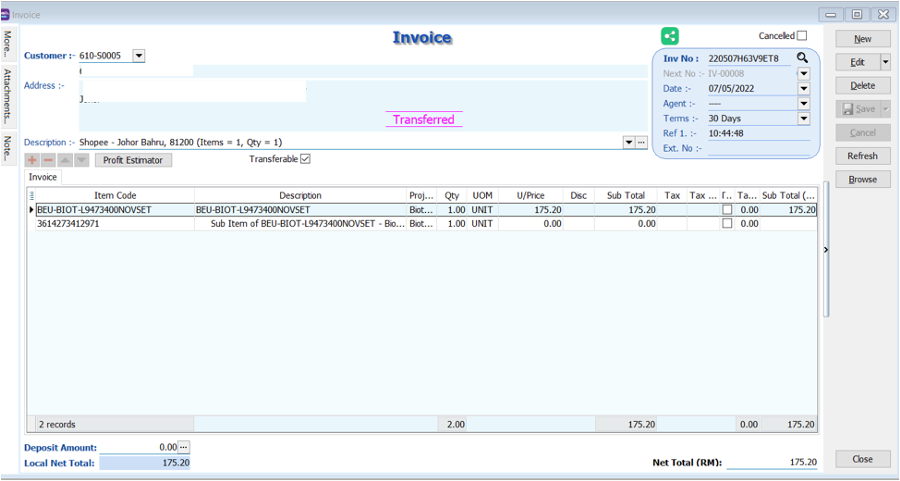 Invoice
More...
Attachments...
Note...
Invoice
Cancelled
Customer :- 610-S0005
Address :-
Transferred
Inv No : 220507H63V9ET8
Next No :- IV-00008
Date :- 07/05/2022
Agent :- ----
Terms :- 30 Days
Ref 1. :- 10:44:48
Ext. No :-
Description :- Shopee - Johor Bahru, 81200 (Items = 1, Qty = 1)
Profit Estimator
Transferable
Invoice
Item Code Description Proj... Qty UOM U/Price Disc Sub Total Tax Tax ... T.. Ta... Sub Total (...
BEU-BIOT-L9473400NOVSET BEU-BIOT-L9473400NOVSET Biot... 1.00 UNIT 175.20 175.20 0.00 175.20
3614273412971 Sub Item of BEU-BIOT-L9473400NOVSET - Bio... Biot... 1.00 UNIT 0.00 0.00 0.00
2 records 2.00 175.20 0.00 175.20
Deposit Amount: 0.00 ...
Local Net Total: 175.20
Net Total (RM): 175.20
New
Edit
Delete
Save
Cancel
Refresh
Browse
Close